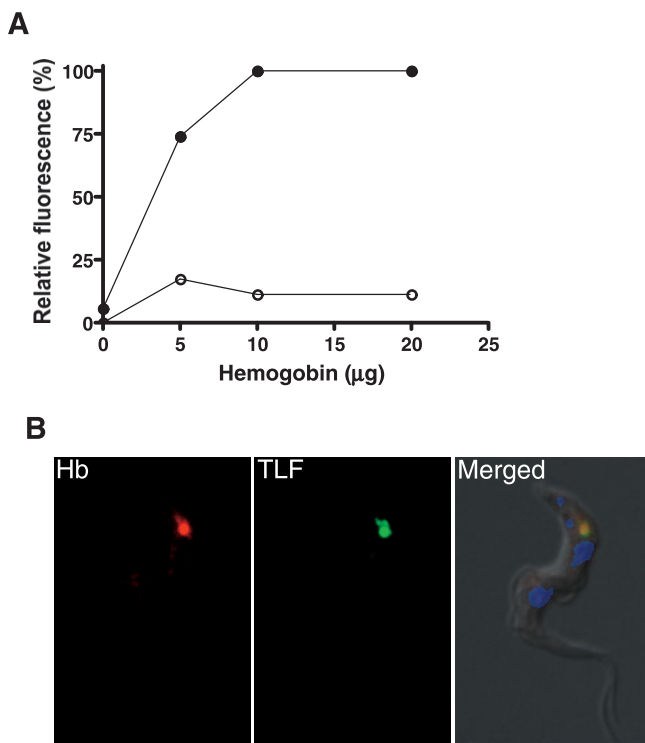 A
Relative fluorescence (%)
100
75
50
25
0
0 5 10 15 20 25
Hemogobin (μg)
B
Hb TLF Merged